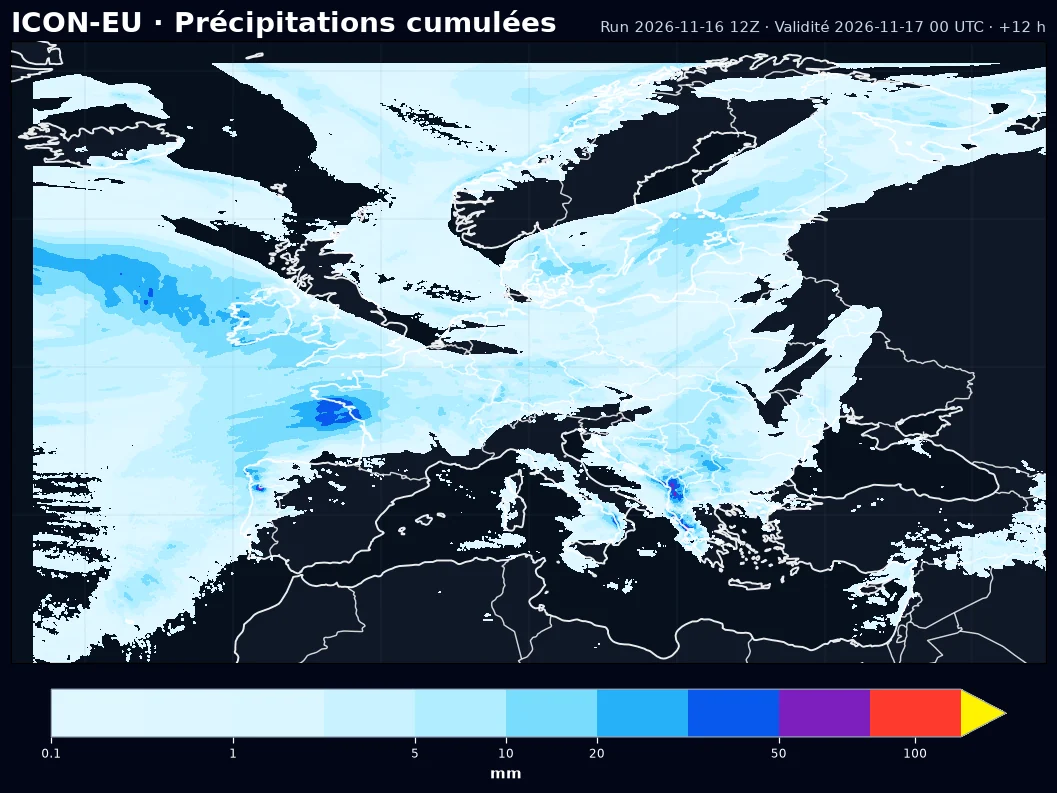 ICON-EU · Précipitations cumulées
Run 2026-11-16 12Z · Validité 2026-11-17 00 UTC · +12 h
0.1 1 5 10 20 50 100
mm